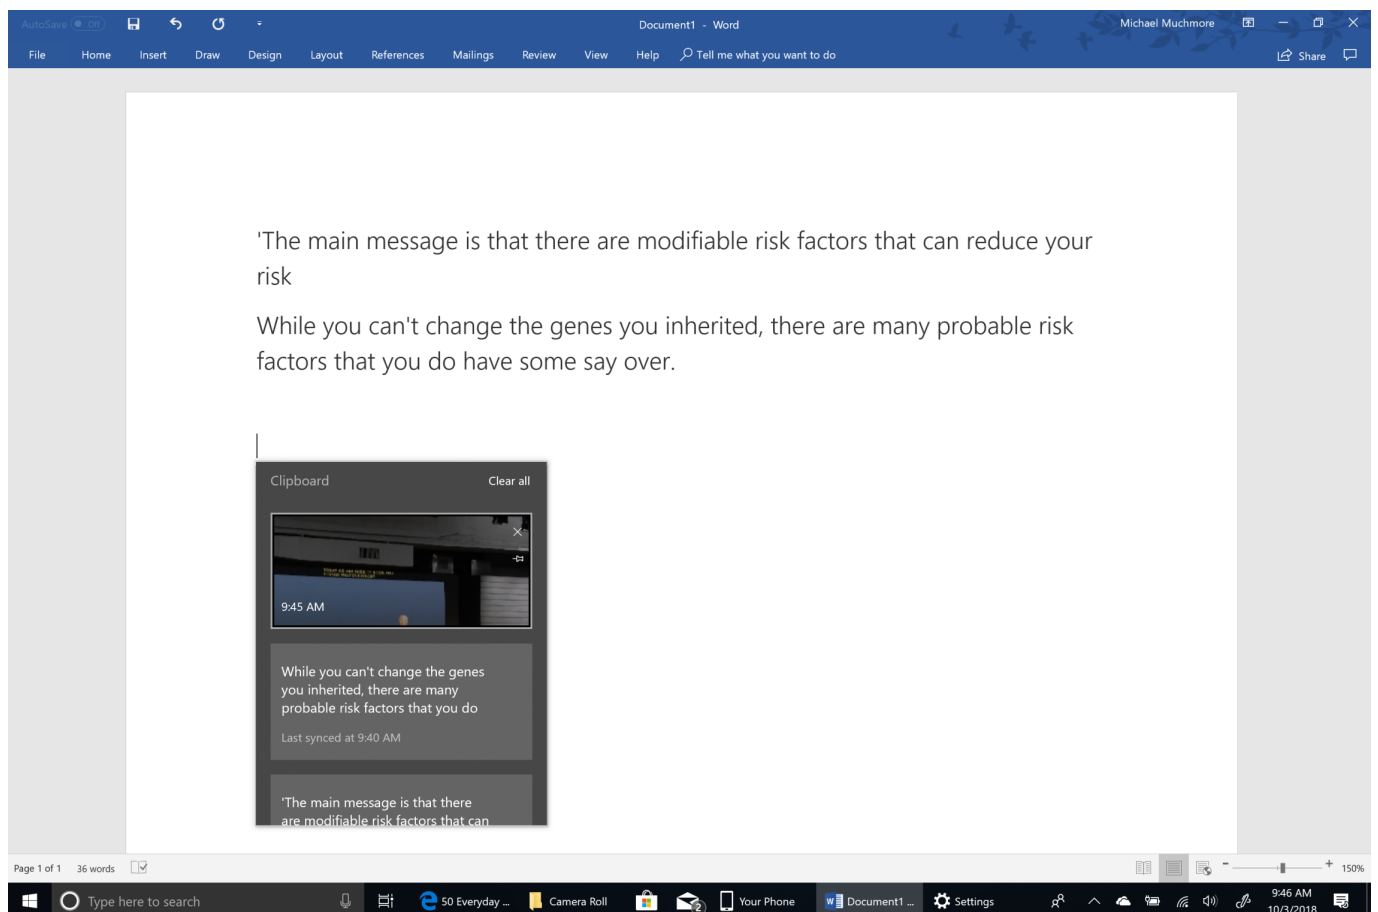 AutoSave Off
Document1 - Word
Michael Muchmore
File Home Insert Draw Design Layout References Mailings Review View Help Tell me what you want to do
Share
'The main message is that there are modifiable risk factors that can reduce your
risk
While you can't change the genes you inherited, there are many probable risk
factors that you do have some say over.
Clipboard Clear all
9:45 AM
While you can't change the genes
you inherited, there are many
probable risk factors that you do
Last synced at 9:40 AM
'The main message is that there
are modifiable risk factors that can
Page 1 of 1 36 words
150%
Type here to search
50 Everyday ...
Camera Roll
2
Your Phone
Document1 ...
Settings
9:46 AM
10/3/2018